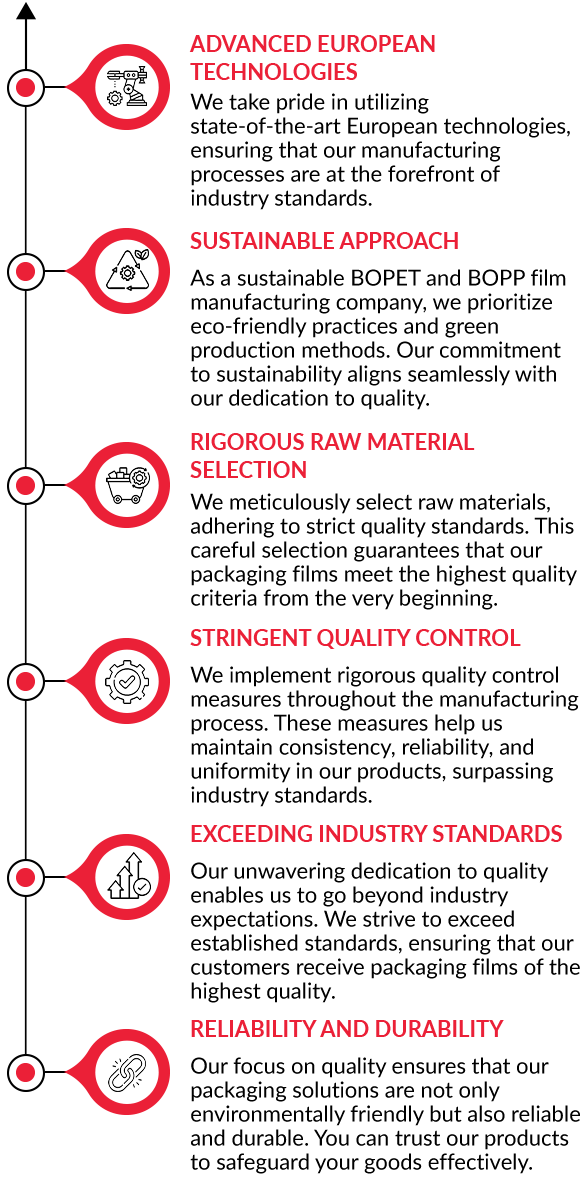 ADVANCED EUROPEAN
TECHNOLOGIES
We take pride in utilizing
state-of-the-art European technologies,
ensuring that our manufacturing
processes are at the forefront of
industry standards.
SUSTAINABLE APPROACH
As a sustainable BOPET and BOPP film
manufacturing company, we prioritize
eco-friendly practices and green
production methods. Our commitment
to sustainability aligns seamlessly with
our dedication to quality.
RIGOROUS RAW MATERIAL
SELECTION
We meticulously select raw materials,
adhering to strict quality standards. This
careful selection guarantees that our
packaging films meet the highest quality
criteria from the very beginning.
STRINGENT QUALITY CONTROL
We implement rigorous quality control
measures throughout the manufacturing
process. These measures help us
maintain consistency, reliability, and
uniformity in our products, surpassing
industry standards.
EXCEEDING INDUSTRY STANDARDS
Our unwavering dedication to quality
enables us to go beyond industry
expectations. We strive to exceed
established standards, ensuring that our
customers receive packaging films of the
highest quality.
RELIABILITY AND DURABILITY
Our focus on quality ensures that our
packaging solutions are not only
environmentally friendly but also reliable
and durable. You can trust our products
to safeguard your goods effectively.